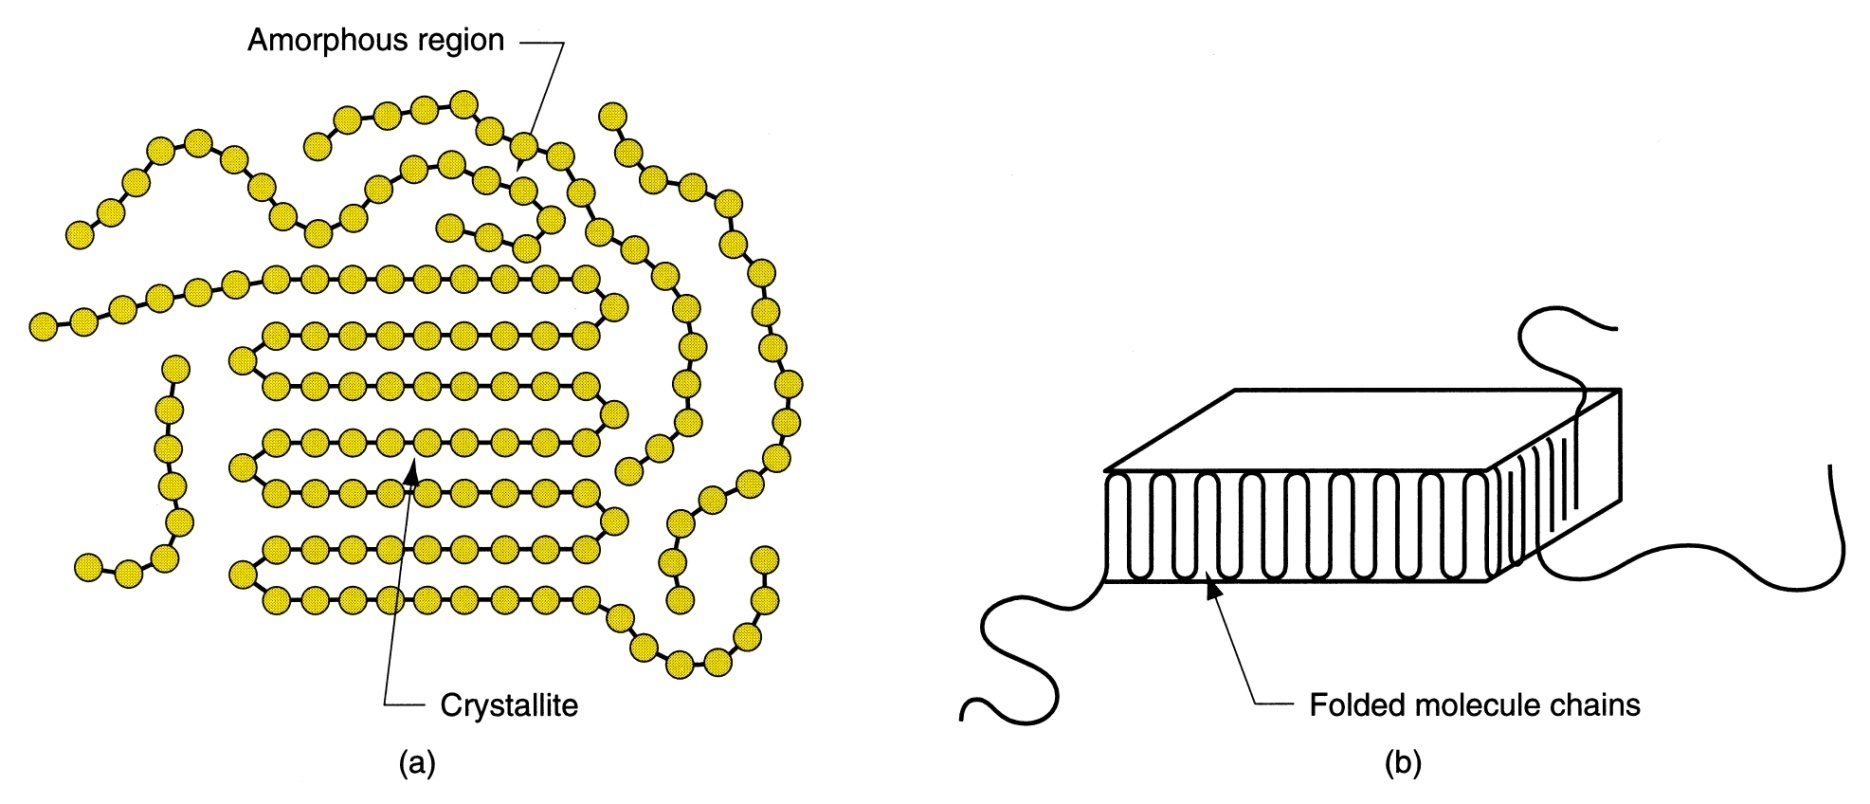 Amorphous region
Crystallite
(a)
Folded molecule chains
(b)